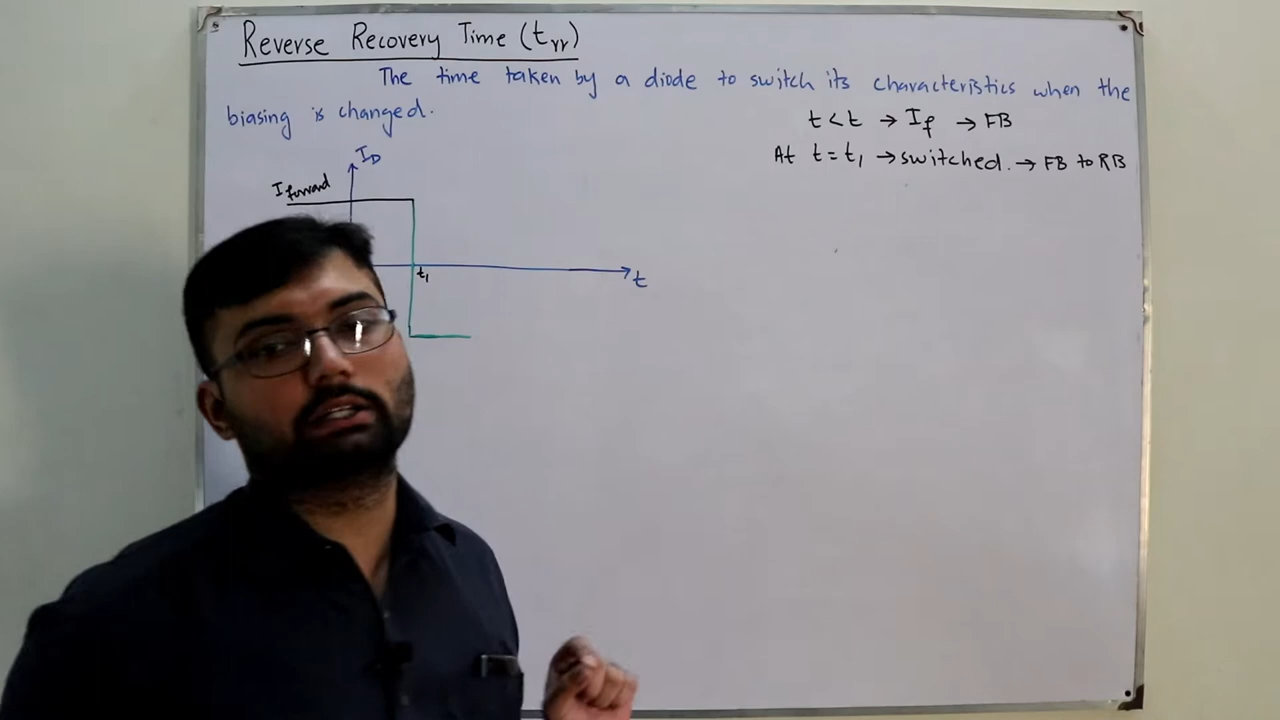 Reverse Recovery Time (trr)
The time taken by a diode to switch its characteristics when the
biasing is changed.
t < t → If → FB
At t = t1 → switched. → FB to RB
ID
Iforward
t1
t